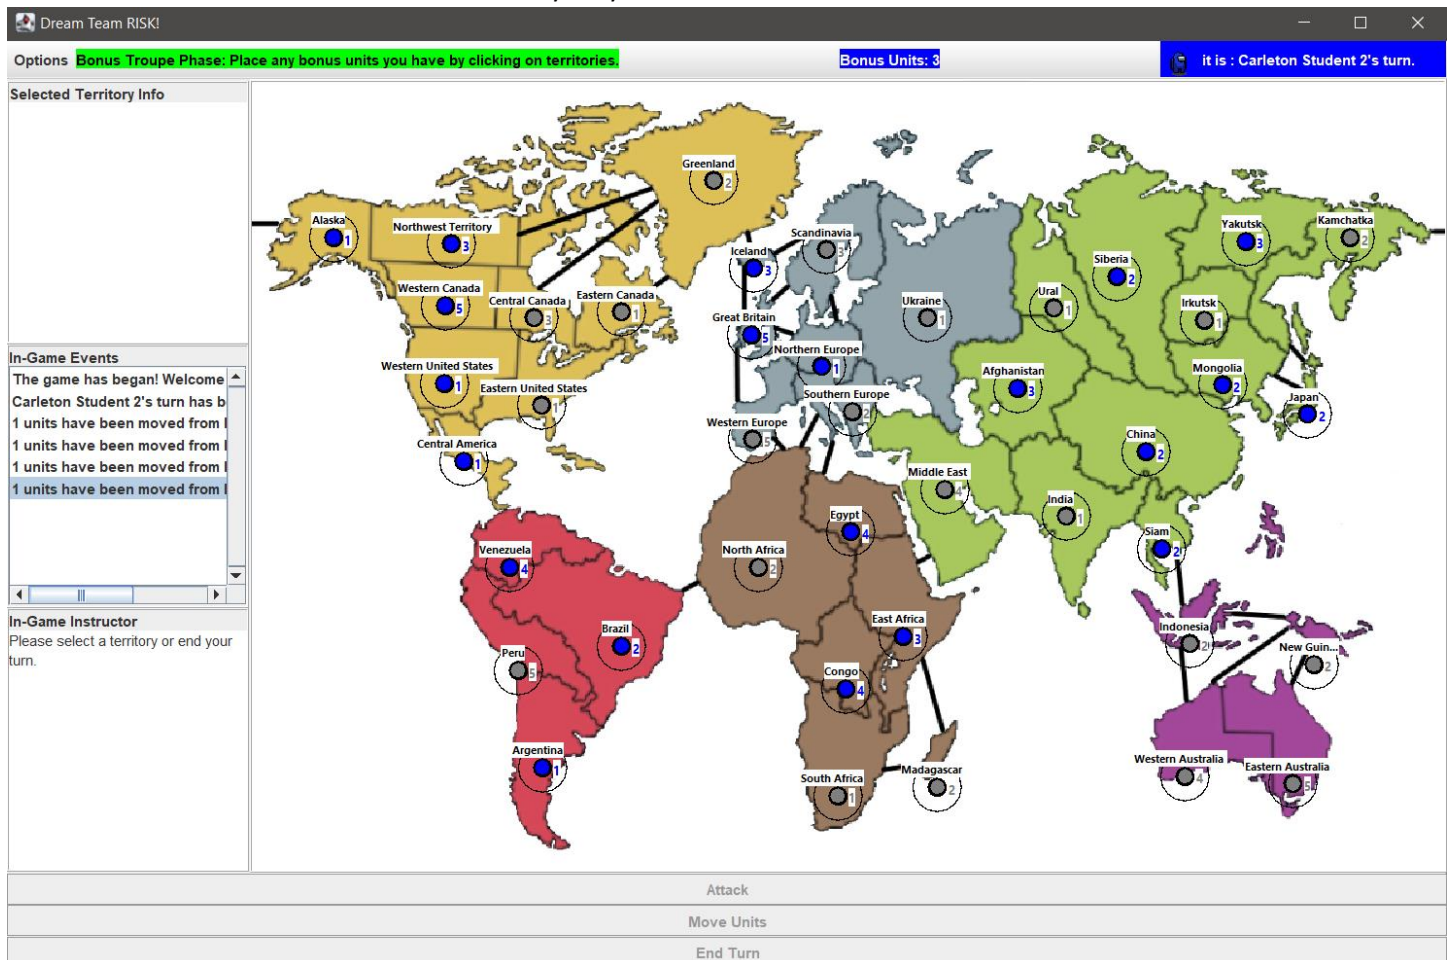 Dream Team RISK!
Options Bonus Troupe Phase: Place any bonus units you have by clicking on territories. Bonus Units: 3 it is : Carleton Student 2's turn.
Selected Territory Info
In-Game Events
The game has began! Welcome
Carleton Student 2's turn has b
1 units have been moved from
1 units have been moved from
1 units have been moved from
1 units have been moved from
In-Game Instructor
Please select a territory or end your
turn.
Greenland
2
Alaska
1
Northwest Territory
3
Western Canada
5
Central Canada
3
Eastern Canada
1
Western United States
1
Eastern United States
1
Central America
1
Venezuela
4
Brazil
2
Peru
5
Argentina
1
Iceland
3
Scandinavia
3
Great Britain
5
Northern Europe
1
Ukraine
1
Southern Europe
2
Western Europe
5
North Africa
2
Egypt
4
East Africa
3
Congo
4
South Africa
1
Madagascar
2
Ural
1
Siberia
2
Yakutsk
3
Kamchatka
2
Irkutsk
1
Mongolia
2
Japan
2
Afghanistan
3
China
2
Middle East
4
India
1
Siam
2
Indonesia
2
New Guin...
2
Western Australia
4
Eastern Australia
5
Attack
Move Units
End Turn